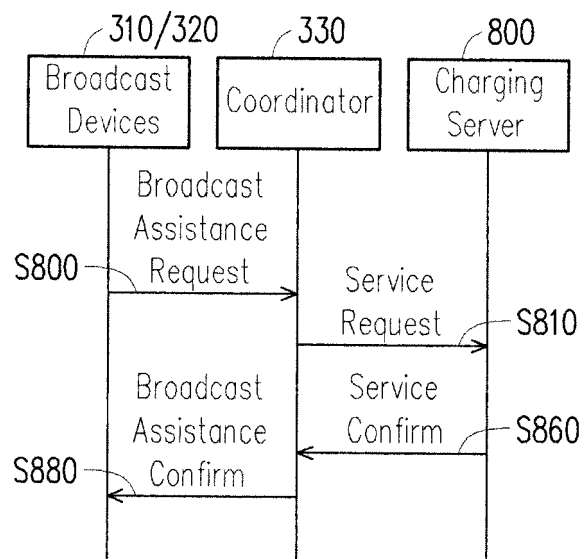 310/320
330
800
Broadcast
Devices
Coordinator
Charging
Server
Broadcast
Assistance
Request
S800
Service
Request
S810
Broadcast
Assistance
Confirm
Service
Confirm
S860
S880